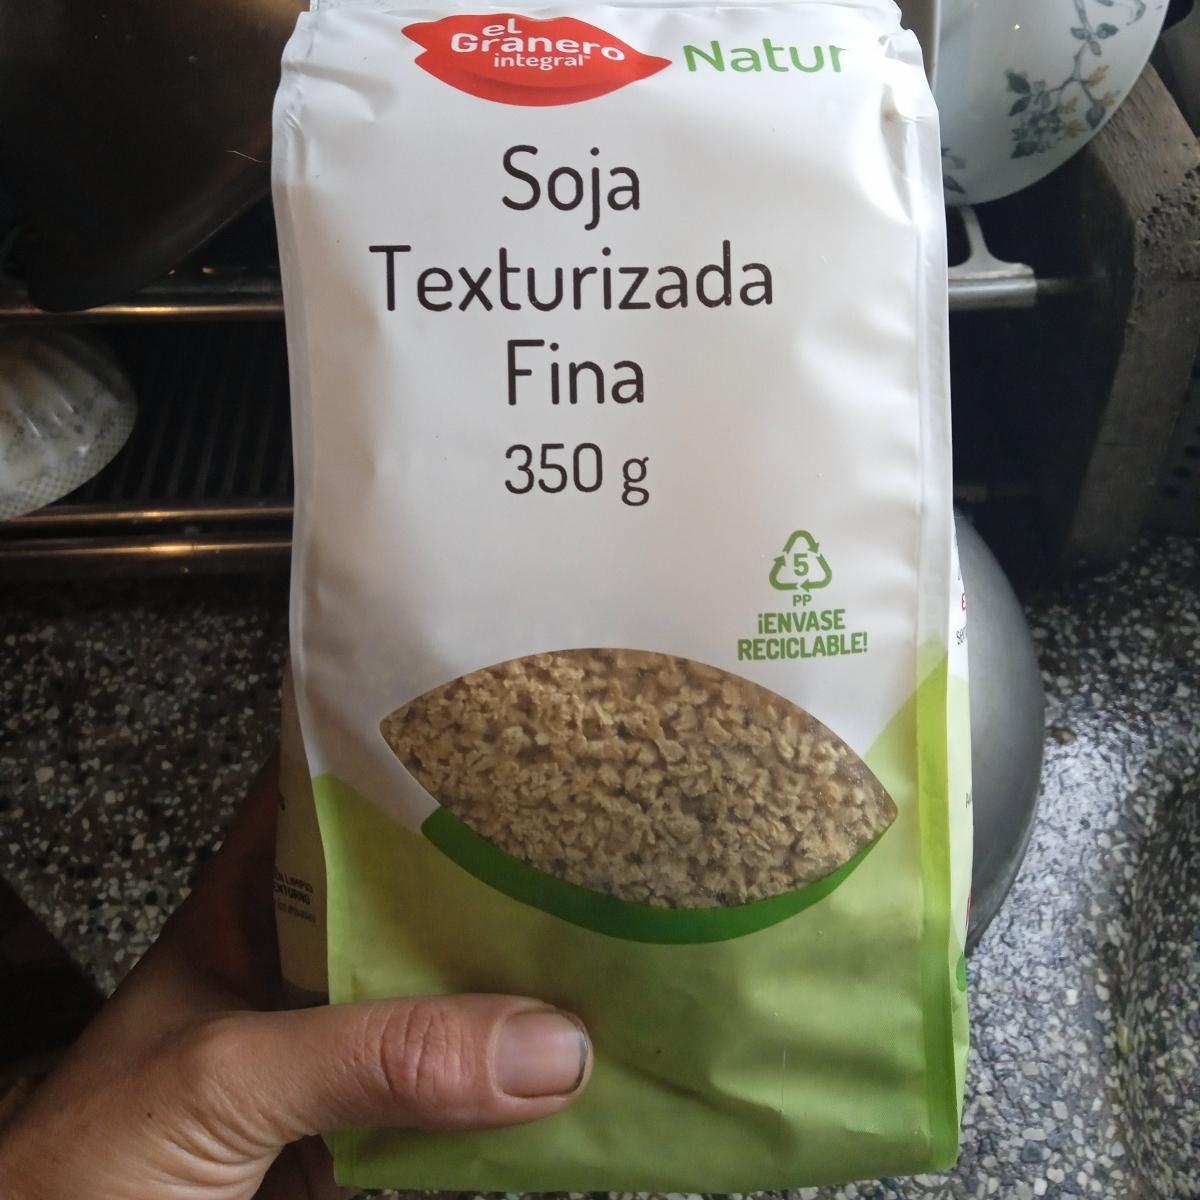 el
Granero
integral
Natur
Soja
Texturizada
Fina
350 g
5
PP
¡ENVASE
RECICLABLE!